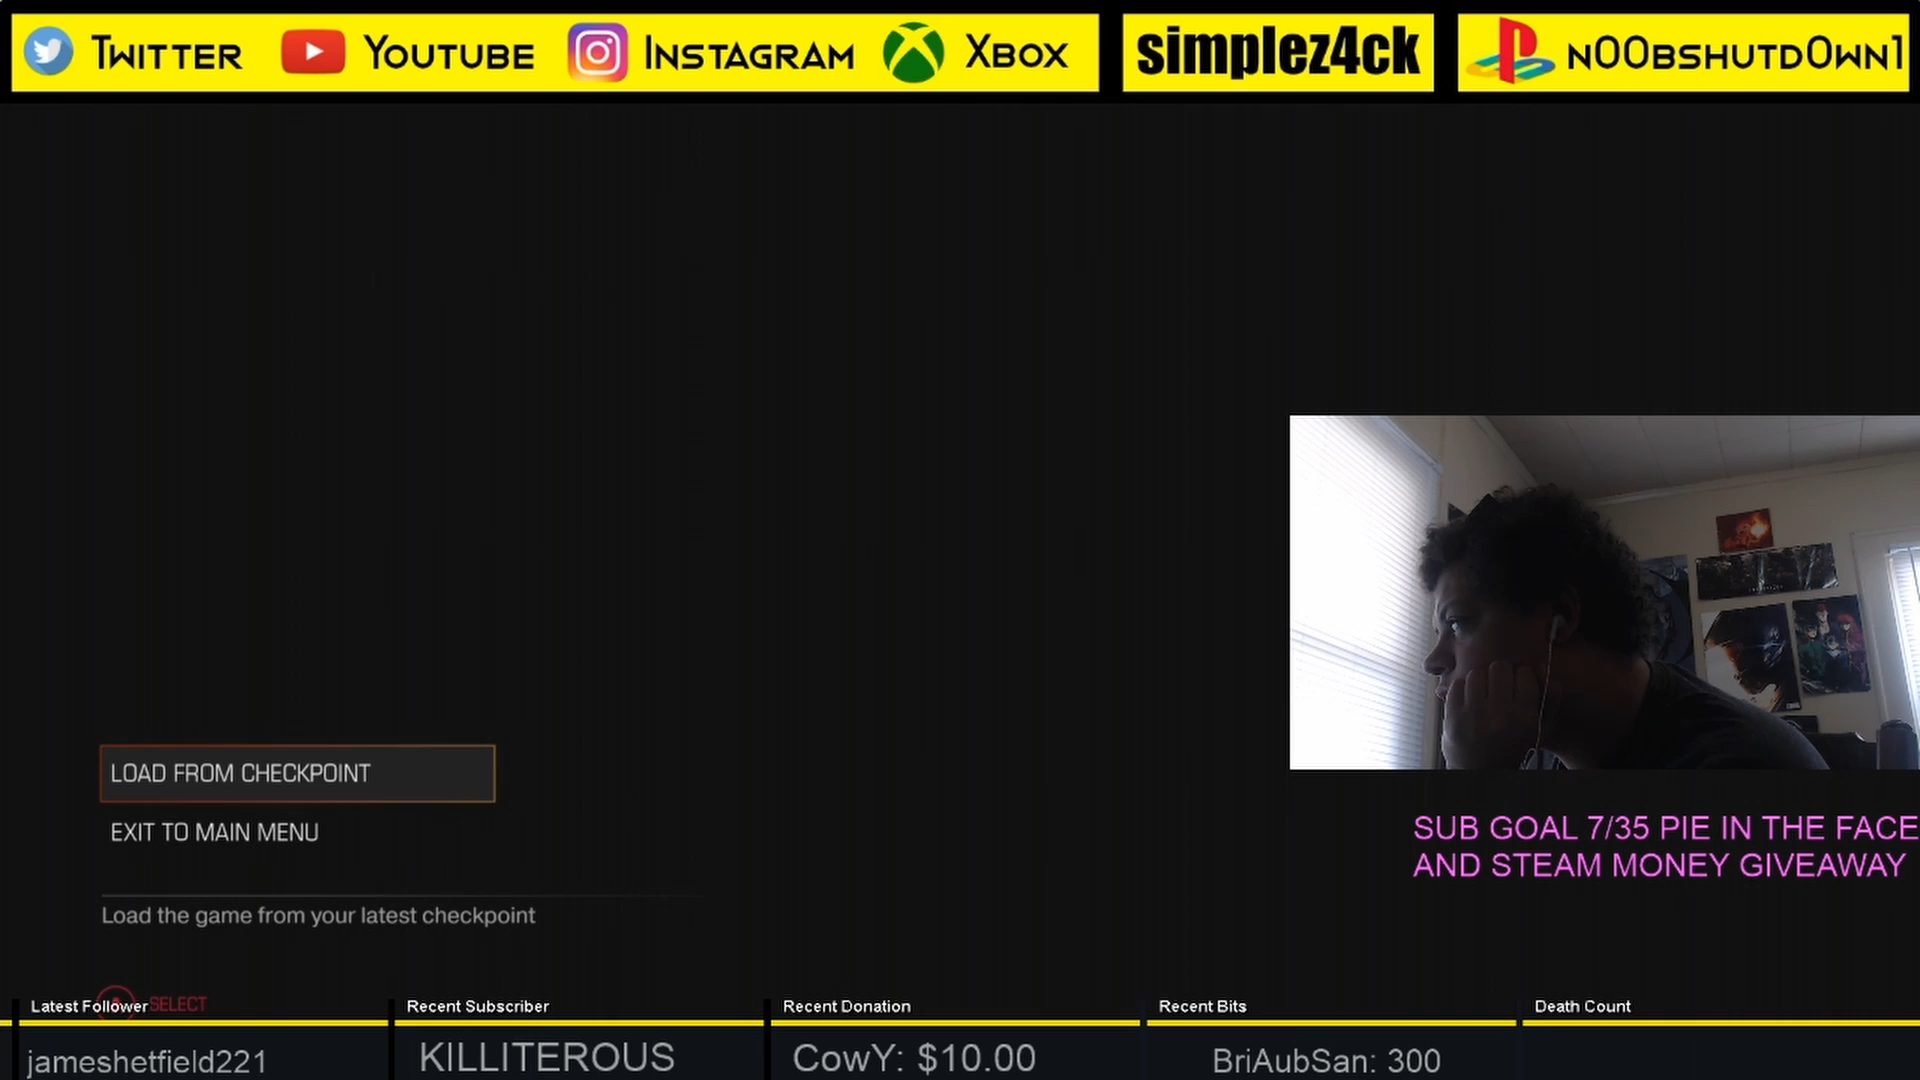 TWITTER YOUTUBE INSTAGRAM XBOX simplez4ck N00BSHUTD0WN1
LOAD FROM CHECKPOINT
EXIT TO MAIN MENU
Load the game from your latest checkpoint
SELECT
SUB GOAL 7/35 PIE IN THE FACE
AND STEAM MONEY GIVEAWAY
Latest Follower Recent Subscriber Recent Donation Recent Bits Death Count
jameshetfield221 KILLITEROUS CowY: $10.00 BriAubSan: 300